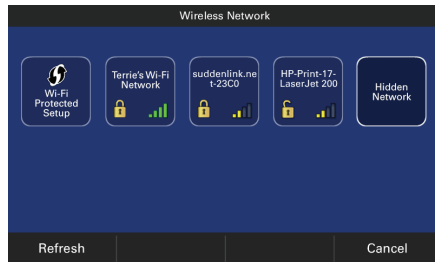 Wireless Network
Wi-Fi
Protected
Setup
Terrie's Wi-Fi
Network
suddenlink.ne
t-23C0
HP-Print-17-
LaserJet 200
Hidden
Network
Refresh
Cancel